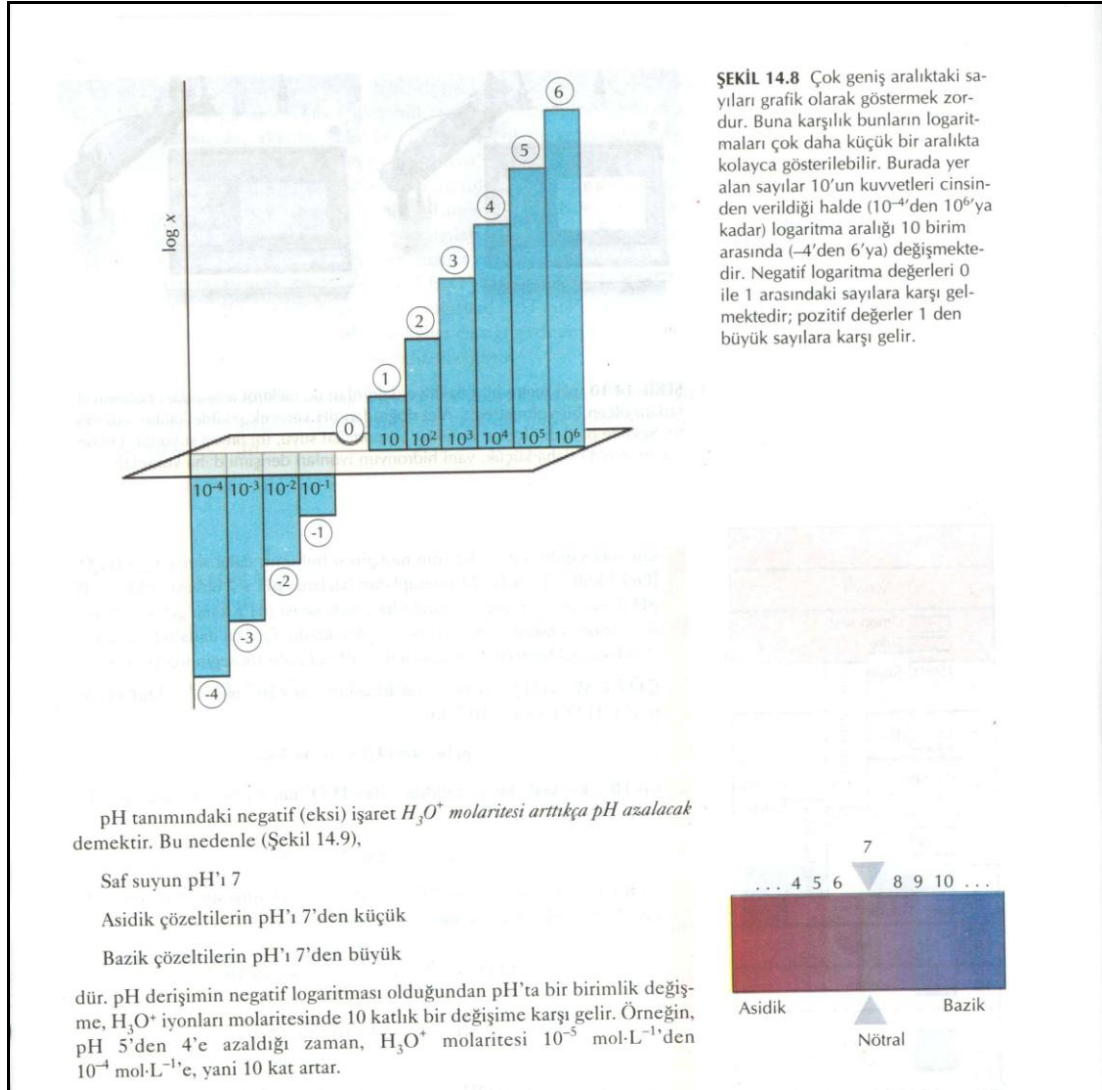 ŞEKİL 14.8 Çok geniş aralıktaki sa-
yıları grafik olarak göstermek zor-
dur. Buna karşılık bunların logarit-
maları çok daha küçük bir aralıkta
kolayca gösterilebilir. Burada yer
alan sayılar 10'un kuvvetleri cinsin-
den verildiği halde (10⁻⁴'den 10⁶'ya
kadar) logaritma aralığı 10 birim
arasında (–4'den 6'ya) değişmekte-
dir. Negatif logaritma değerleri 0
ile 1 arasındaki sayılara karşı gel-
mektedir; pozitif değerler 1 den
büyük sayılara karşı gelir.
log x
6
5
4
3
2
1
0
10 10² 10³ 10⁴ 10⁵ 10⁶
10⁻⁴ 10⁻³ 10⁻² 10⁻¹
-1
-2
-3
-4
pH tanımındaki negatif (eksi) işaret H₃O⁺ molaritesi arttıkça pH azalacak
demektir. Bu nedenle (Şekil 14.9),
Saf suyun pH'ı 7
Asidik çözeltilerin pH'ı 7'den küçük
Bazik çözeltilerin pH'ı 7'den büyük
dür. pH derişimin negatif logaritması olduğundan pH'ta bir birimlik değiş-
me, H₃O⁺ iyonları molaritesinde 10 katlık bir değişime karşı gelir. Örneğin,
pH 5'den 4'e azaldığı zaman, H₃O⁺ molaritesi 10⁻⁵ mol·L⁻¹'den
10⁻⁴ mol·L⁻¹'e, yani 10 kat artar.
7
... 4 5 6 8 9 10 ...
Asidik Bazik
Nötral